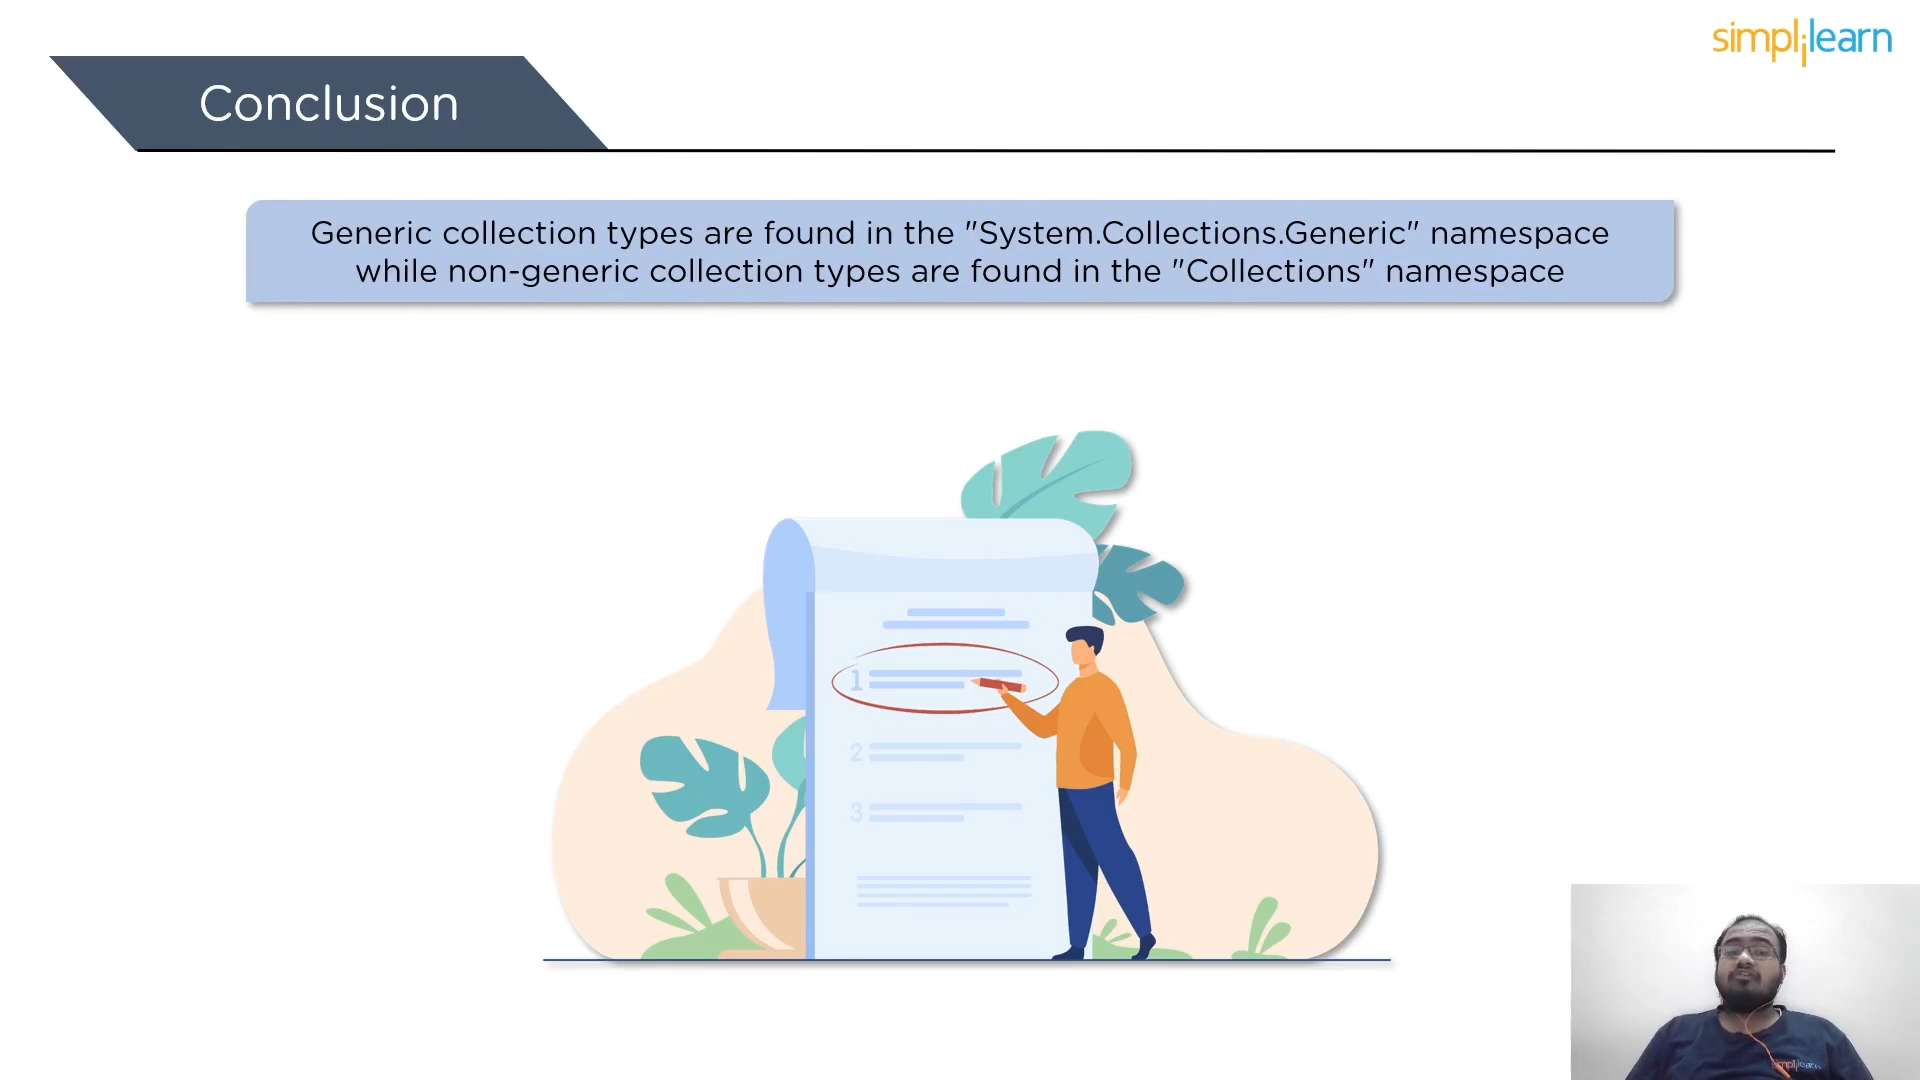 simplilearn
Conclusion
Generic collection types are found in the "System.Collections.Generic" namespace
while non-generic collection types are found in the "Collections" namespace
1
2
3
simplilearn